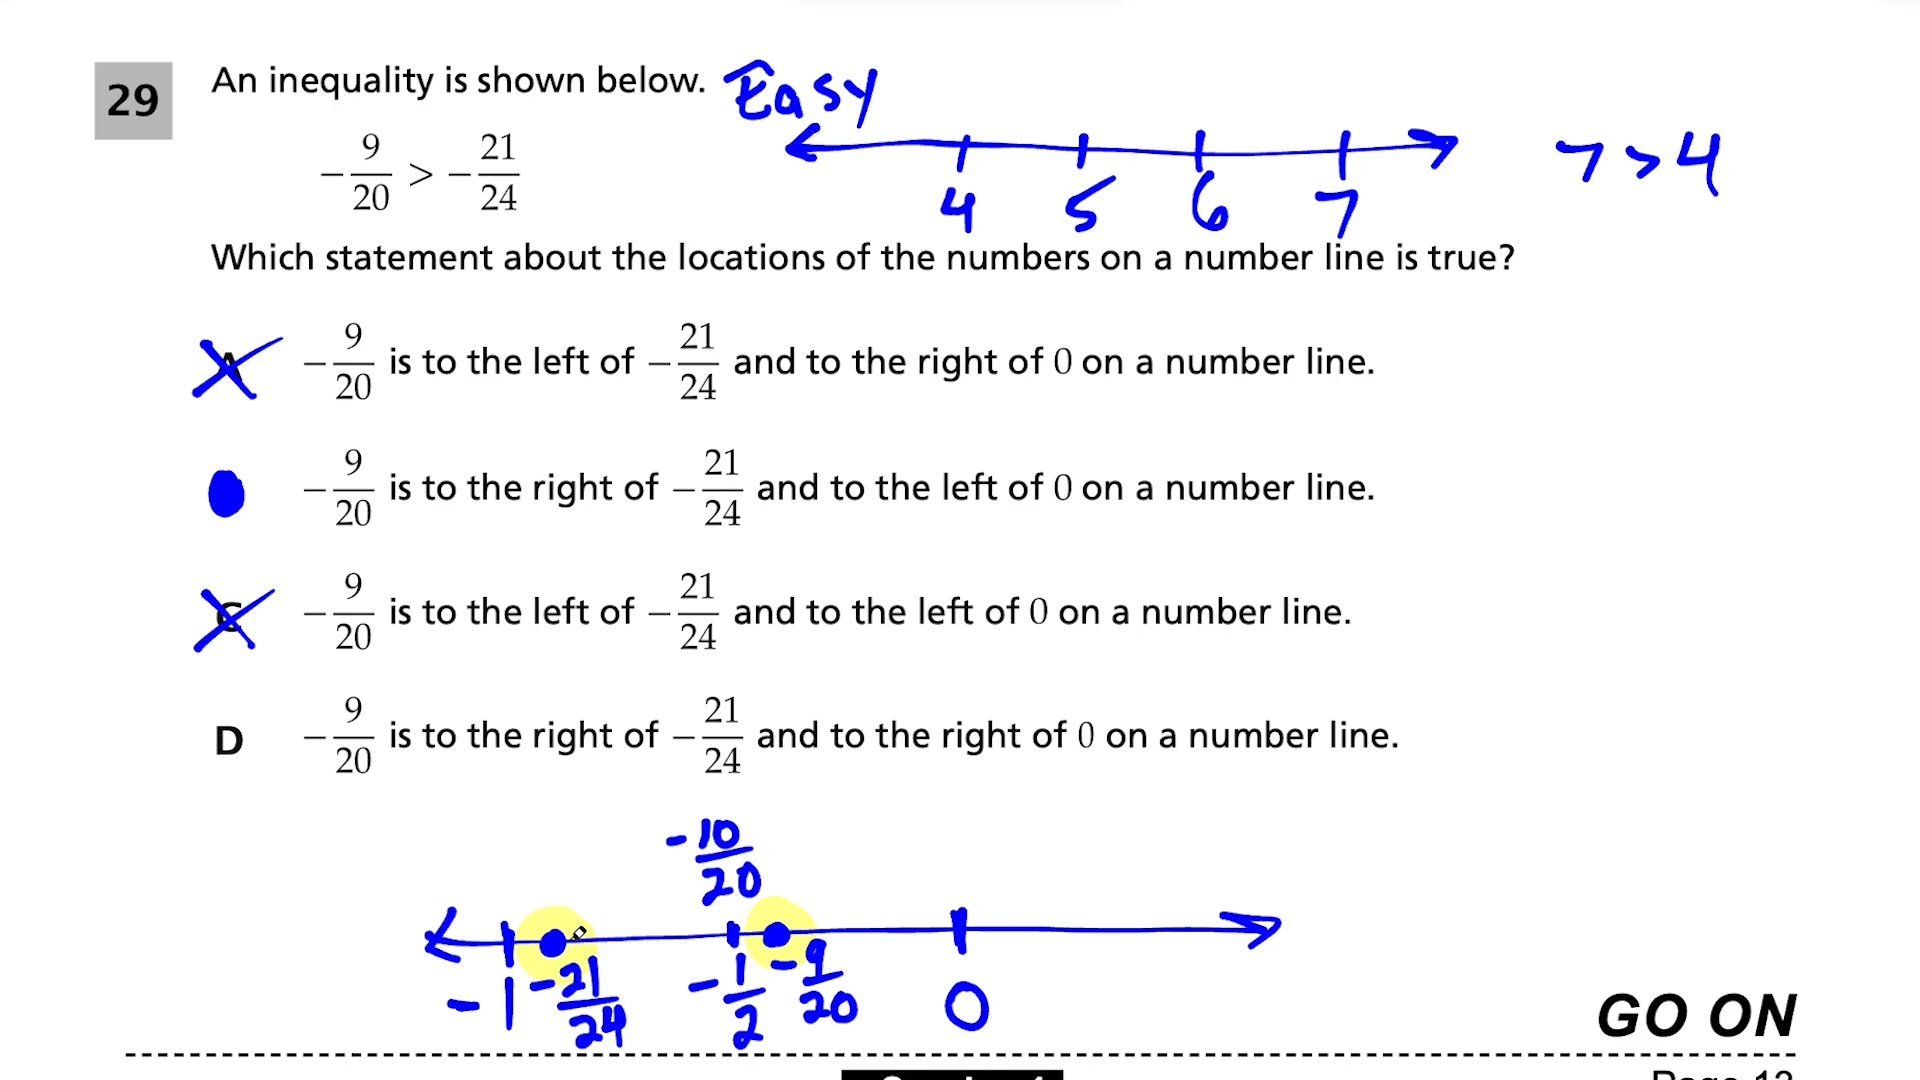 29 An inequality is shown below. Easy
-9/20 > -21/24
4 5 6 7 7 > 4
Which statement about the locations of the numbers on a number line is true?
A -9/20 is to the left of -21/24 and to the right of 0 on a number line.
-9/20 is to the right of -21/24 and to the left of 0 on a number line.
C -9/20 is to the left of -21/24 and to the left of 0 on a number line.
D -9/20 is to the right of -21/24 and to the right of 0 on a number line.
-10/20
-1 -21/24 -1/2 -9/20 0
GO ON